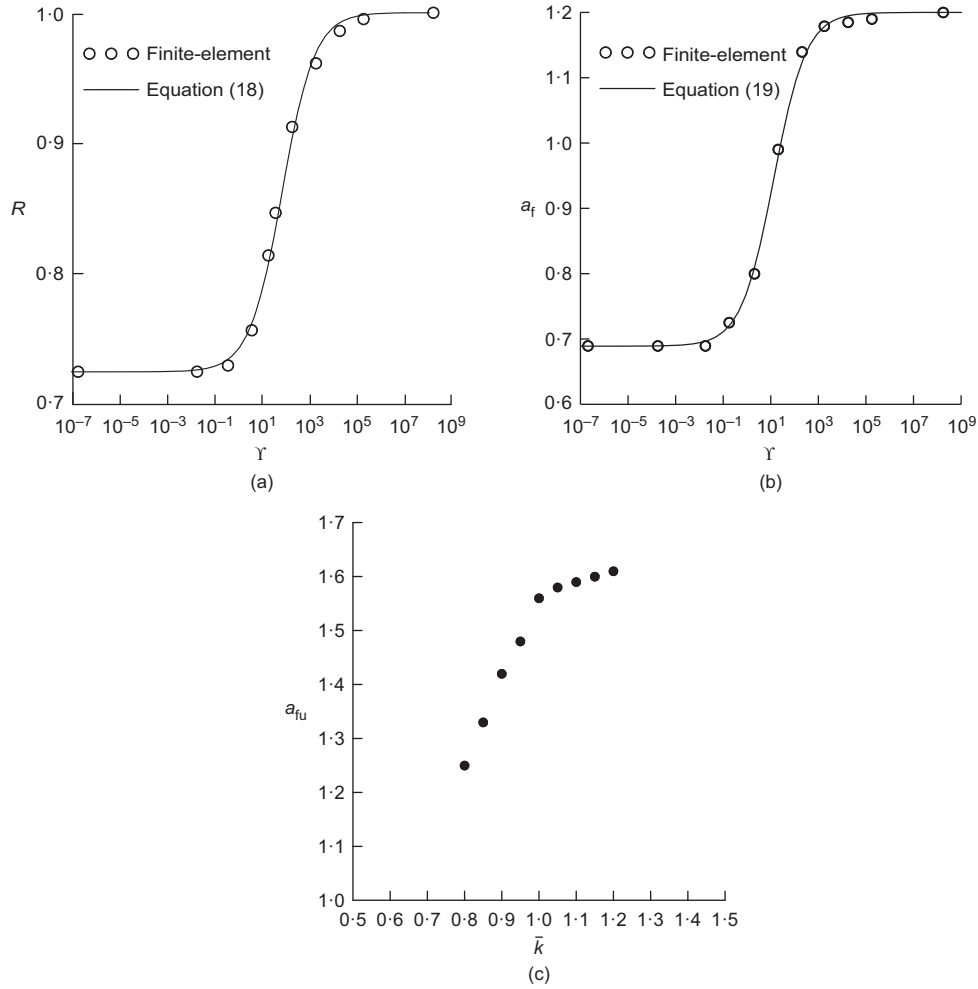 1·0
0·9
0·8
0·7
R
Finite-element
Equation (18)
10⁻⁷ 10⁻⁵ 10⁻³ 10⁻¹ 10¹ 10³ 10⁵ 10⁷ 10⁹
ϒ
(a)
1·2
1·1
1·0
0·9
0·8
0·7
0·6
a_f
Finite-element
Equation (19)
10⁻⁷ 10⁻⁵ 10⁻³ 10⁻¹ 10¹ 10³ 10⁵ 10⁷ 10⁹
ϒ
(b)
1·7
1·6
1·5
1·4
1·3
1·2
1·1
1·0
a_fu
0·5 0·6 0·7 0·8 0·9 1·0 1·1 1·2 1·3 1·4 1·5
k̄
(c)